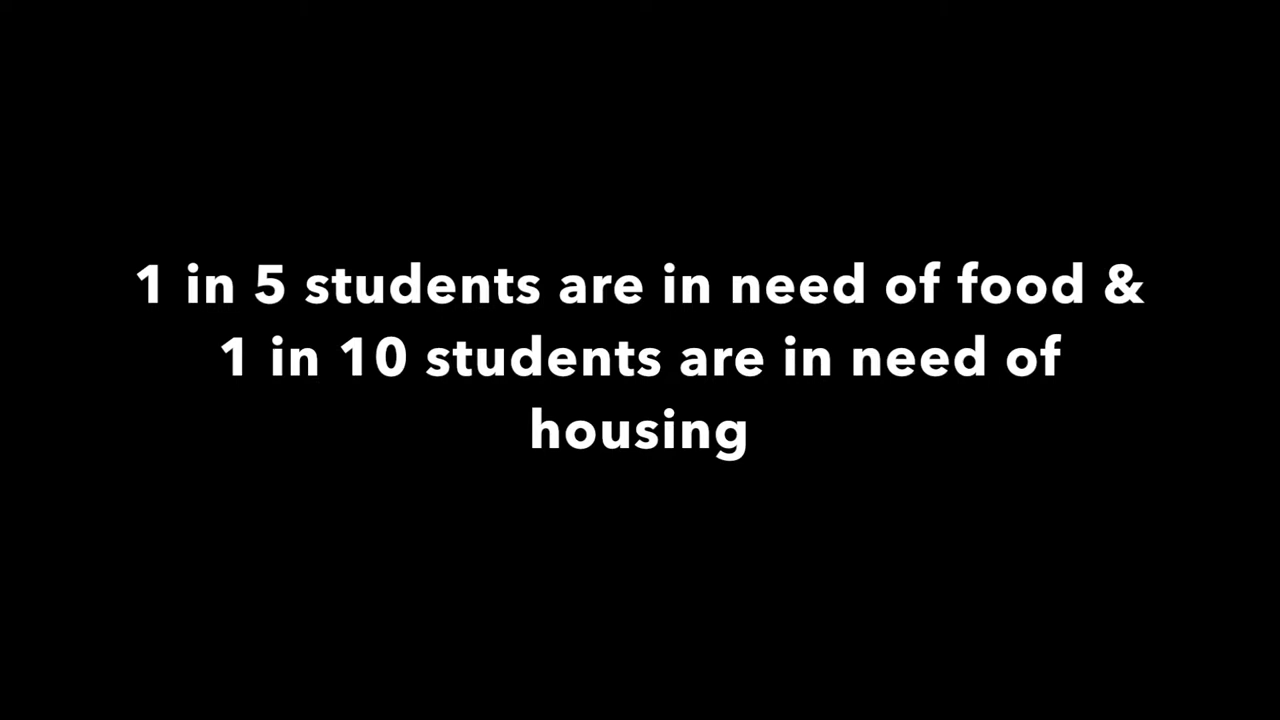 1 in 5 students are in need of food &
1 in 10 students are in need of
housing